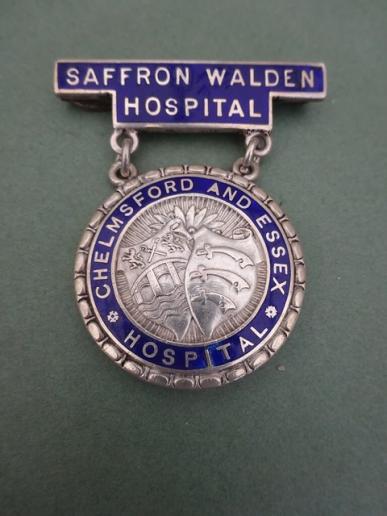 SAFFRON WALDEN
HOSPITAL
CHELMSFORD AND ESSEX
HOSPITAL